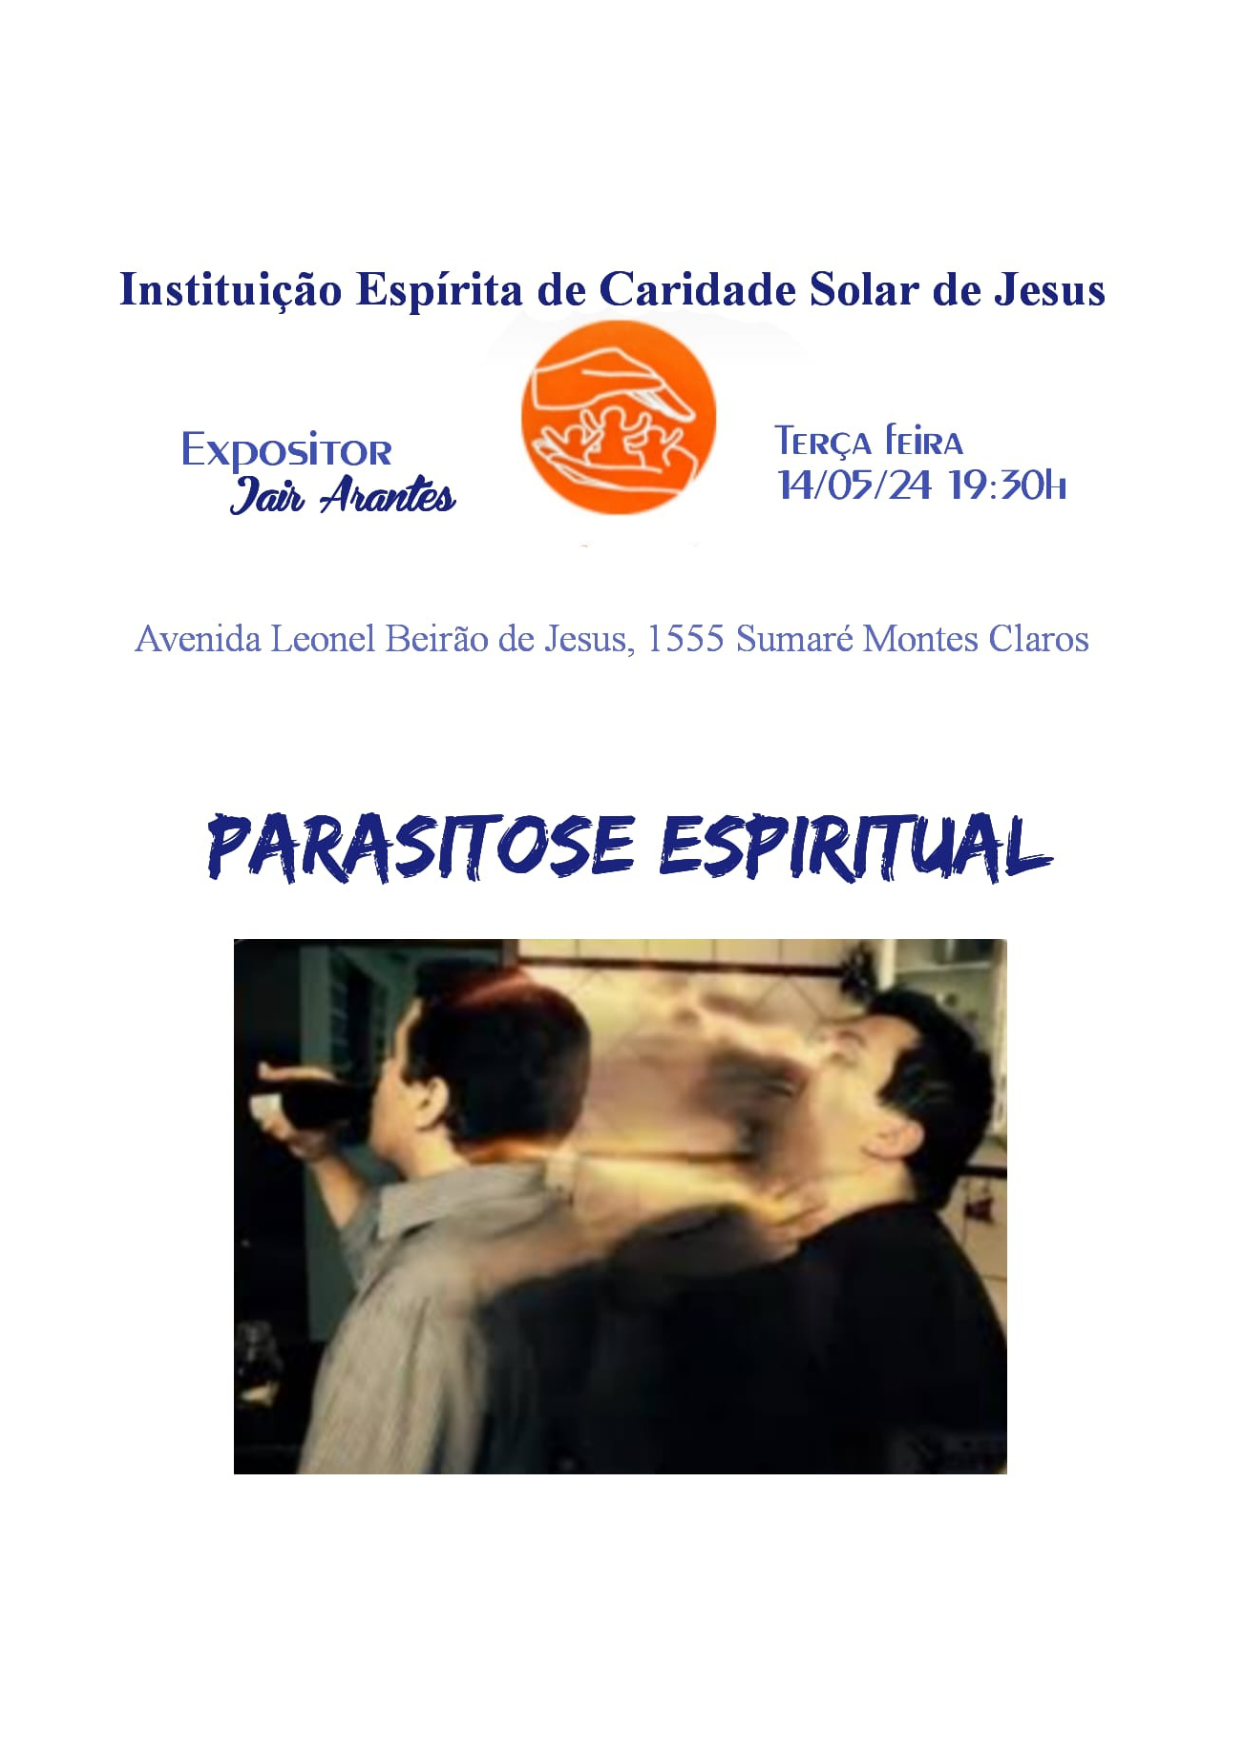 Instituição Espírita de Caridade Solar de Jesus
Expositor
Jair Arantes
Terça feira
14/05/24 19:30h
Avenida Leonel Beirão de Jesus, 1555 Sumaré Montes Claros
PARASITOSE ESPIRITUAL